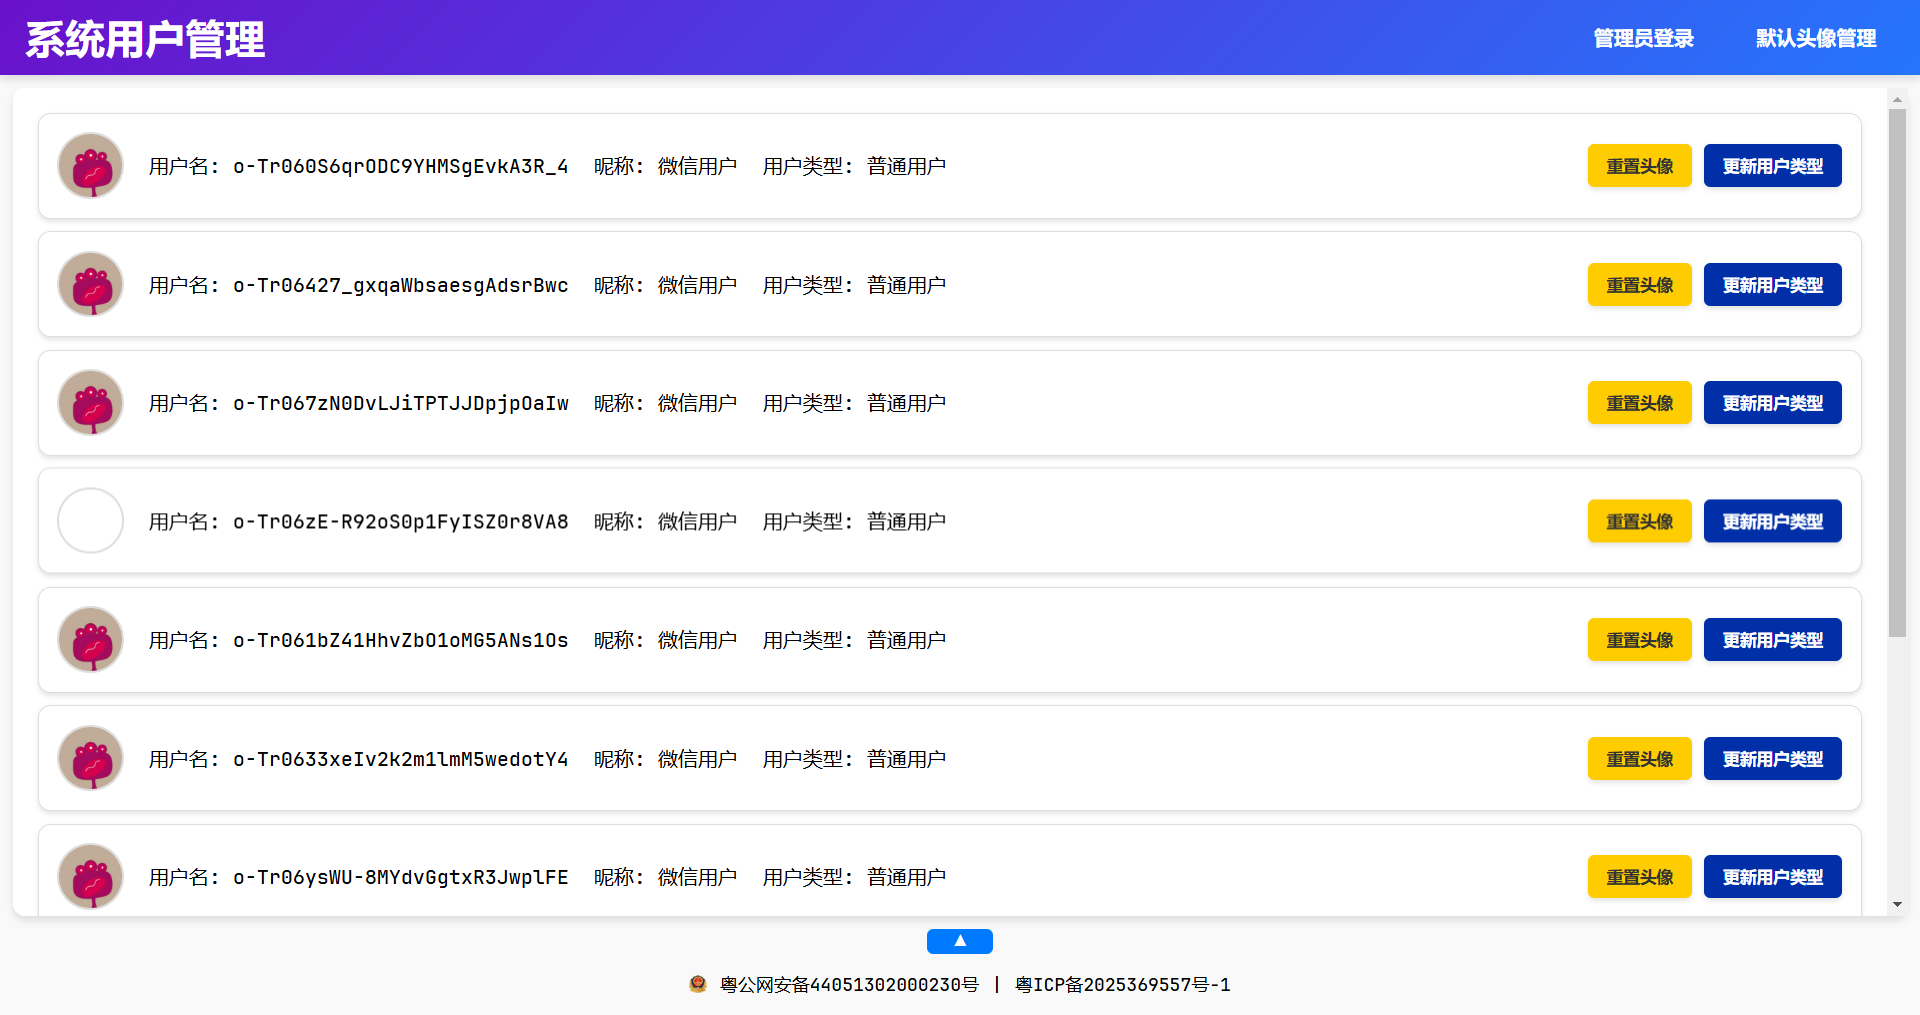 系统用户管理 管理员登录 默认头像管理
用户名: o-Tr060S6qrODC9YHMSgEvkA3R_4 昵称: 微信用户 用户类型: 普通用户 重置头像 更新用户类型
用户名: o-Tr06427_gxqaWbsaesgAdsrBwc 昵称: 微信用户 用户类型: 普通用户 重置头像 更新用户类型
用户名: o-Tr067zN0DvLJiTPTJJDpjpOaIw 昵称: 微信用户 用户类型: 普通用户 重置头像 更新用户类型
用户名: o-Tr06zE-R92oS0p1FyISZ0r8VA8 昵称: 微信用户 用户类型: 普通用户 重置头像 更新用户类型
用户名: o-Tr061bZ41HhvZbO1oMG5ANs1Os 昵称: 微信用户 用户类型: 普通用户 重置头像 更新用户类型
用户名: o-Tr0633xeIv2k2m1lmM5wedotY4 昵称: 微信用户 用户类型: 普通用户 重置头像 更新用户类型
用户名: o-Tr06ysWU-8MYdvGgtxR3JwplFE 昵称: 微信用户 用户类型: 普通用户 重置头像 更新用户类型
▲
粤公网安备44051302000230号 | 粤ICP备2025369557号-1